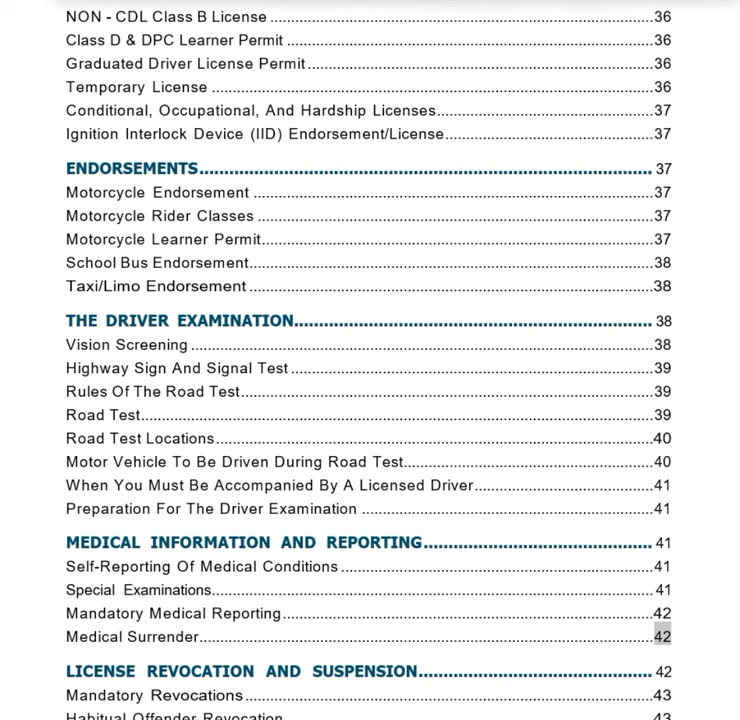 NON - CDL Class B License ........................................................................................36
Class D & DPC Learner Permit ....................................................................................36
Graduated Driver License Permit................................................................................36
Temporary License ....................................................................................................36
Conditional, Occupational, And Hardship Licenses..................................................37
Ignition Interlock Device (IID) Endorsement/License................................................37
ENDORSEMENTS........................................................................................... 37
Motorcycle Endorsement ...........................................................................................37
Motorcycle Rider Classes ..........................................................................................37
Motorcycle Learner Permit.........................................................................................37
School Bus Endorsement............................................................................................38
Taxi/Limo Endorsement ............................................................................................38
THE DRIVER EXAMINATION........................................................................ 38
Vision Screening ........................................................................................................38
Highway Sign And Signal Test ...................................................................................39
Rules Of The Road Test..............................................................................................39
Road Test....................................................................................................................39
Road Test Locations...................................................................................................40
Motor Vehicle To Be Driven During Road Test.........................................................40
When You Must Be Accompanied By A Licensed Driver.........................................41
Preparation For The Driver Examination ..................................................................41
MEDICAL INFORMATION AND REPORTING.............................................. 41
Self-Reporting Of Medical Conditions ......................................................................41
Special Examinations..................................................................................................41
Mandatory Medical Reporting...................................................................................42
Medical Surrender......................................................................................................42
LICENSE REVOCATION AND SUSPENSION............................................... 42
Mandatory Revocations.............................................................................................43
Habitual Offender Revocation...................................................................................43